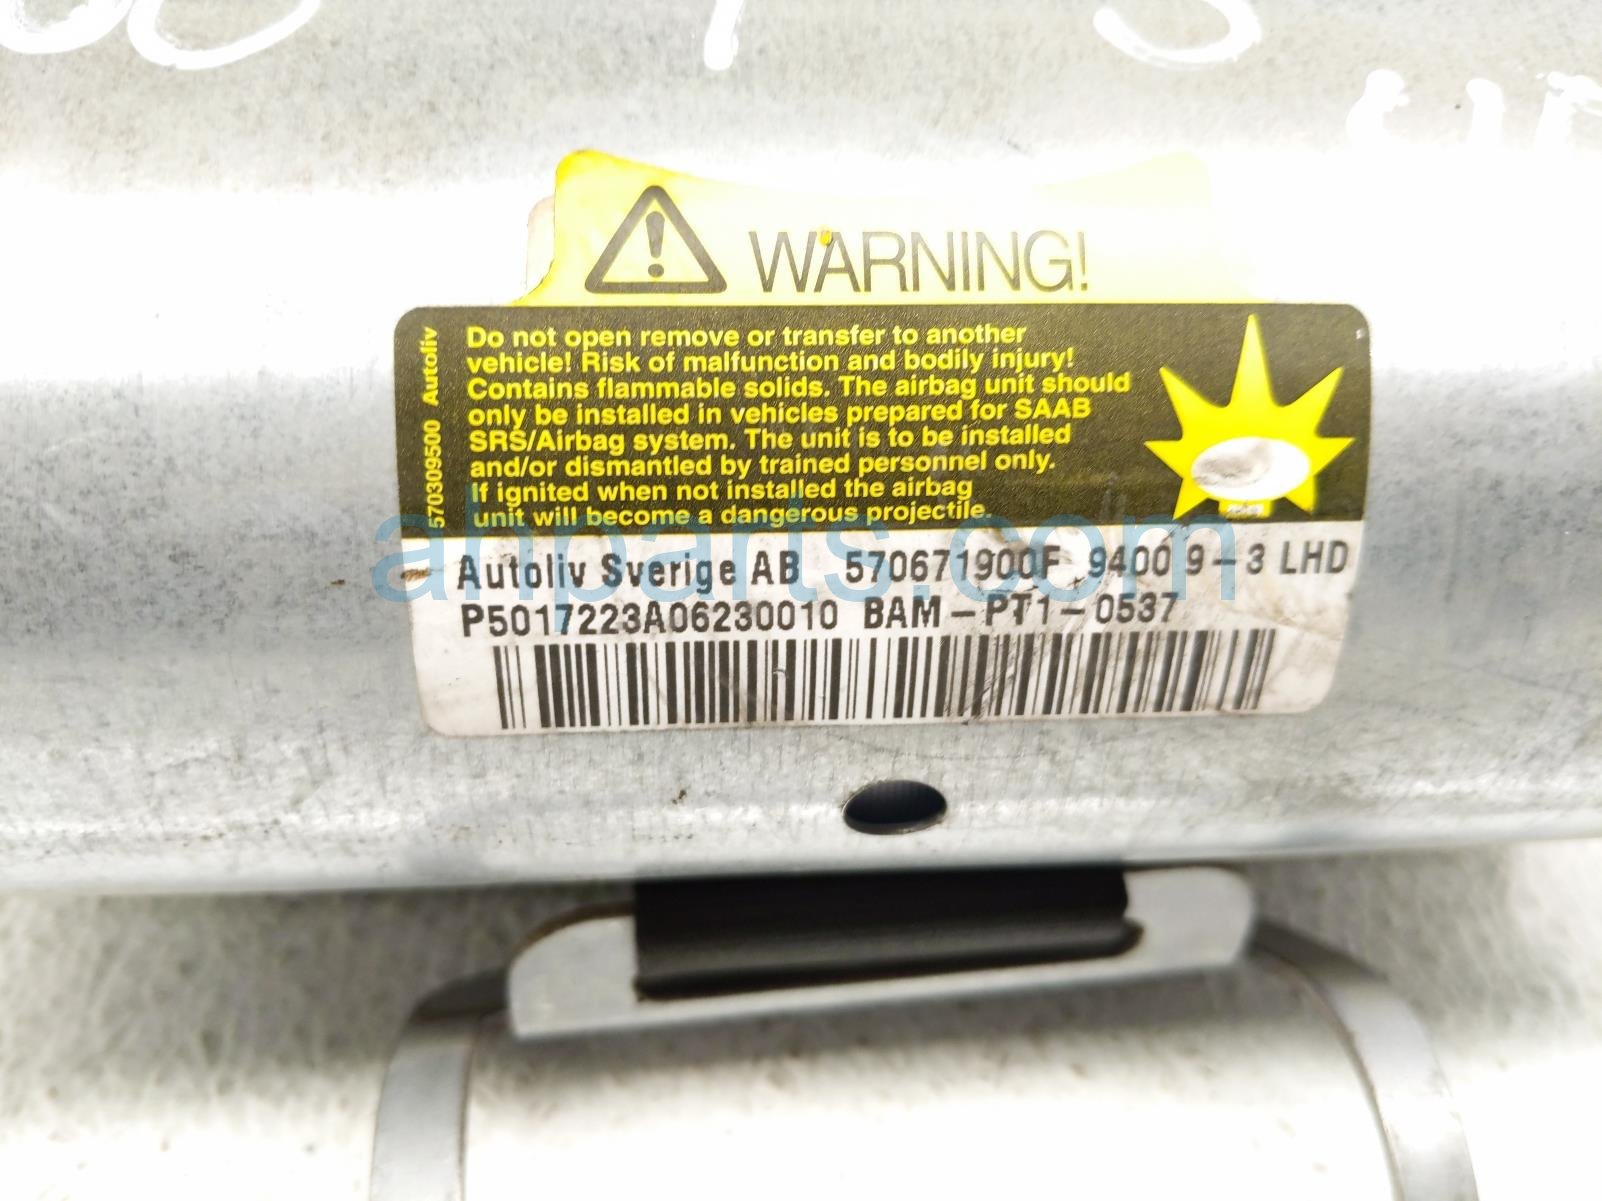 WARNING!
570309500 Autoliv
Do not open remove or transfer to another
vehicle! Risk of malfunction and bodily injury!
Contains flammable solids. The airbag unit should
only be installed in vehicles prepared for SAAB
SRS/Airbag system. The unit is to be installed
and/or dismantled by trained personnel only.
If ignited when not installed the airbag
unit will become a dangerous projectile.
ahparts.com
Autoliv Sverige AB 570671900F 9400 9-3 LHD
P5017223A06230010 BAM-PT1-0537